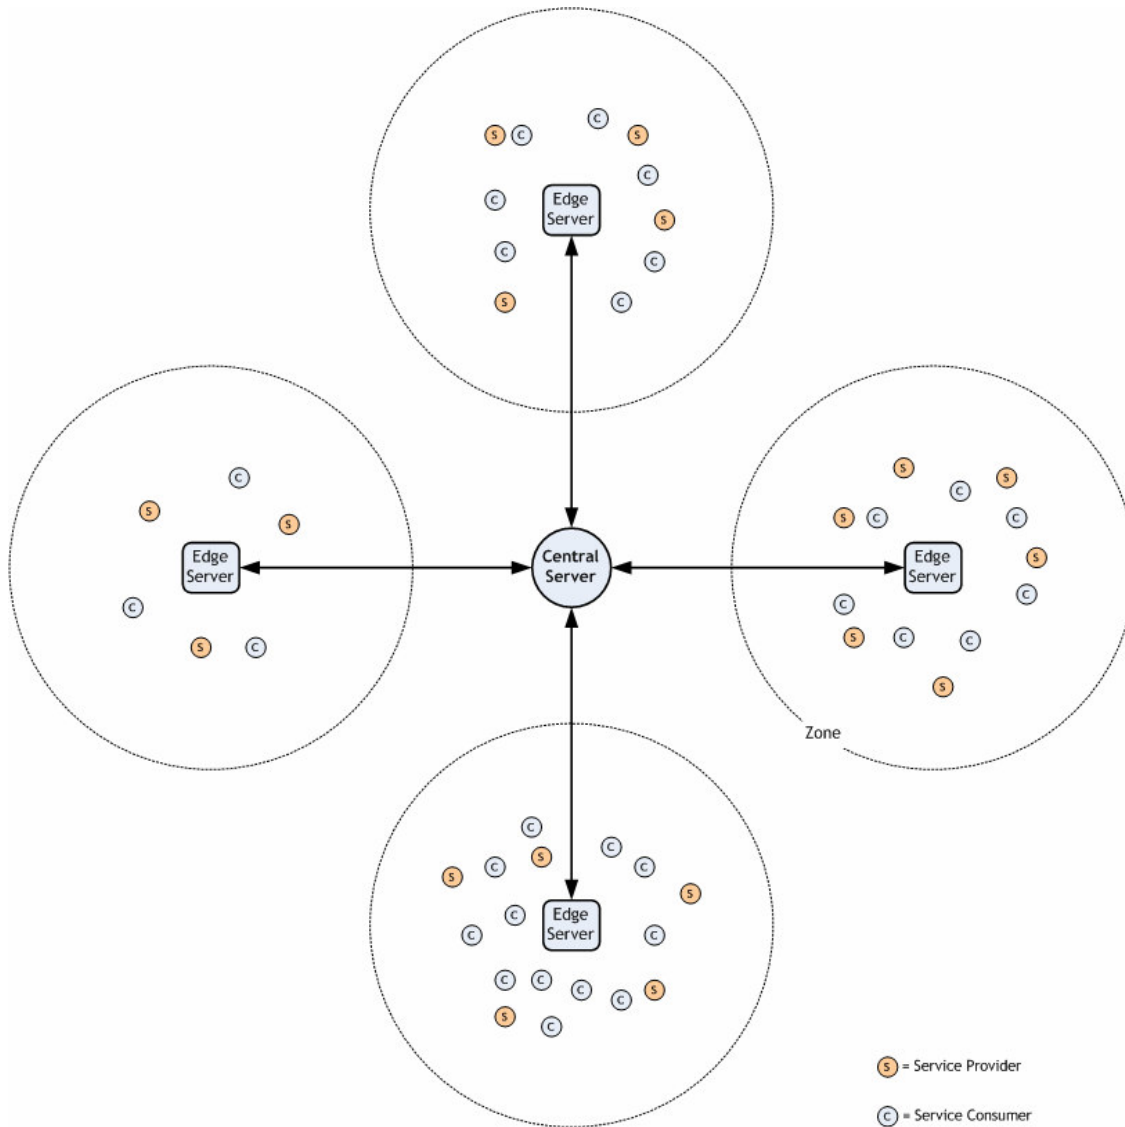 S C C S
C
C Edge
Server S
C C
S C
C
S S
Edge
Server
C
S C
Central
Server
S S
C
S C C
Edge
Server S
C C
S C C
S
Zone
C
C S C C
S S
C Edge
Server
C C
C C C C S
S C
S = Service Provider
C = Service Consumer